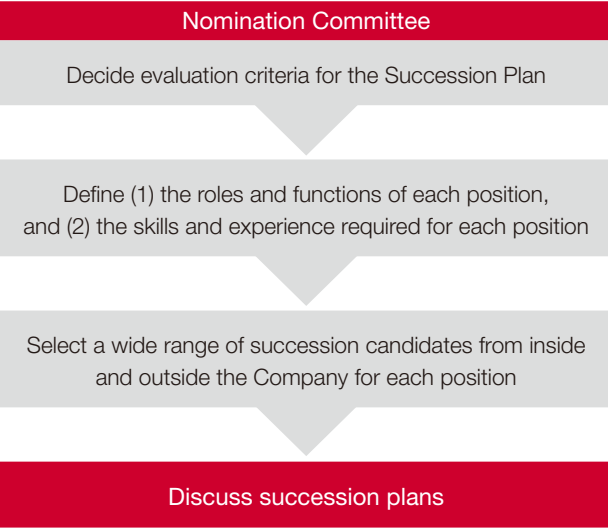 Nomination Committee
Decide evaluation criteria for the Succession Plan
Define (1) the roles and functions of each position,
and (2) the skills and experience required for each position
Select a wide range of succession candidates from inside
and outside the Company for each position
Discuss succession plans